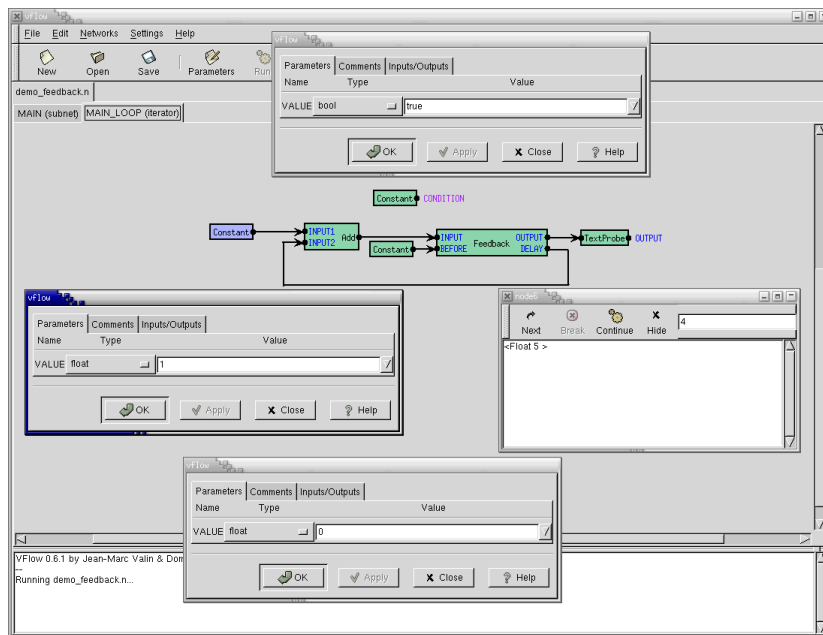 vflow
File Edit Networks Settings Help
New Open Save Parameters Run
demo_feedback.n
MAIN (subnet) MAIN_LOOP (iterator)
vflow
Parameters Comments Inputs/Outputs
Name Type Value
VALUE bool true
OK Apply Close Help
Constant CONDITION
Constant INPUT1 INPUT2 Add
Constant INPUT BEFORE Feedback OUTPUT DELAY
TextProbe OUTPUT
vflow
Parameters Comments Inputs/Outputs
Name Type Value
VALUE float 1
OK Apply Close Help
node6
Next Break Continue Hide 4
<Float 5 >
vflow
Parameters Comments Inputs/Outputs
Name Type Value
VALUE float 0
OK Apply Close Help
VFlow 0.6.1 by Jean-Marc Valin & Dom
--
Running demo_feedback.n...